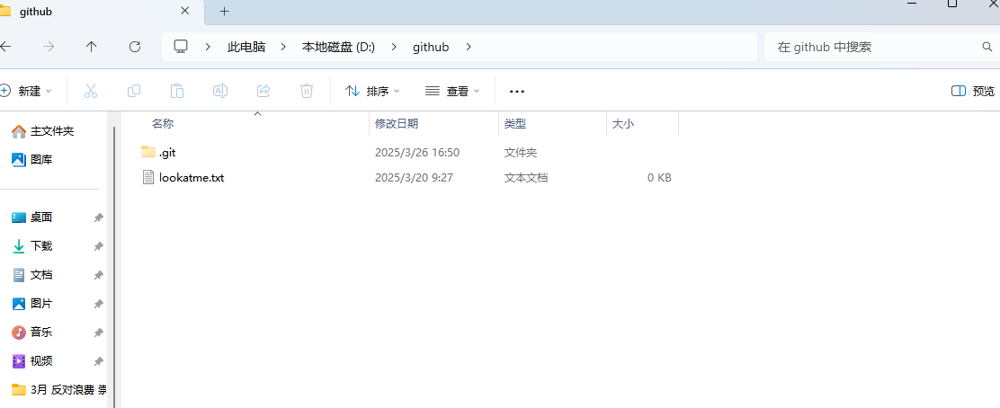 github
此电脑 本地磁盘 (D:) github 在 github 中搜索
新建 排序 查看 预览
名称 修改日期 类型 大小
主文件夹
.git 2025/3/26 16:50 文件夹
图库
lookatme.txt 2025/3/20 9:27 文本文档 0 KB
桌面
下载
文档
图片
音乐
视频
3月 反对浪费 崇